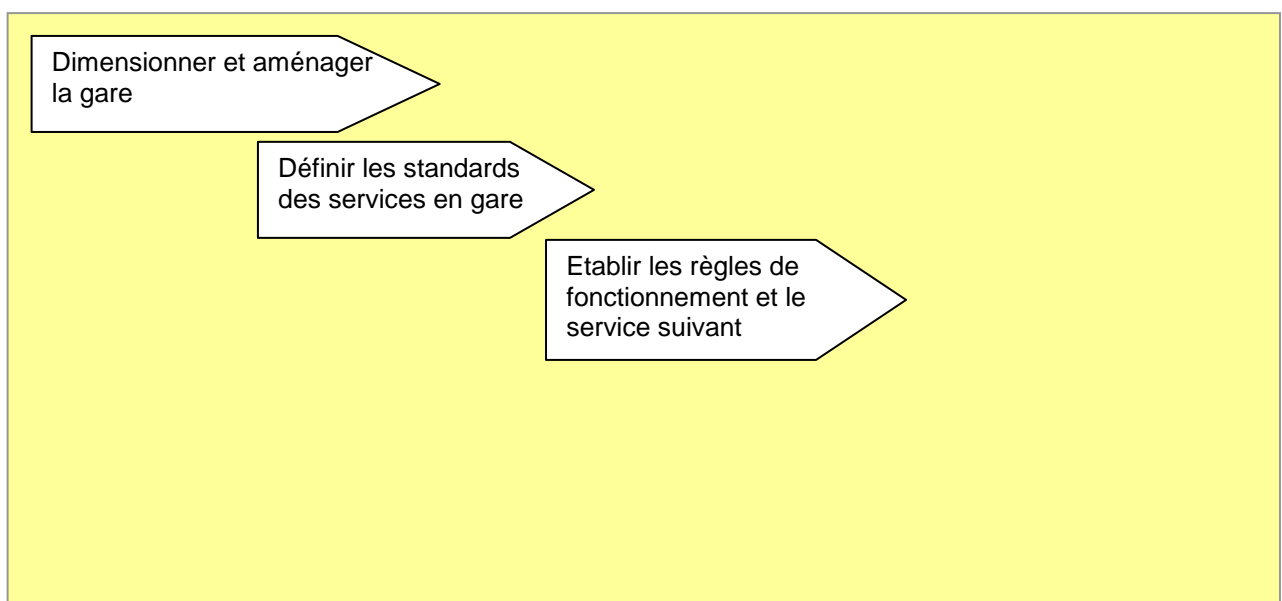 Dimensionner et aménager
la gare
Définir les standards
des services en gare
Etablir les règles de
fonctionnement et le
service suivant